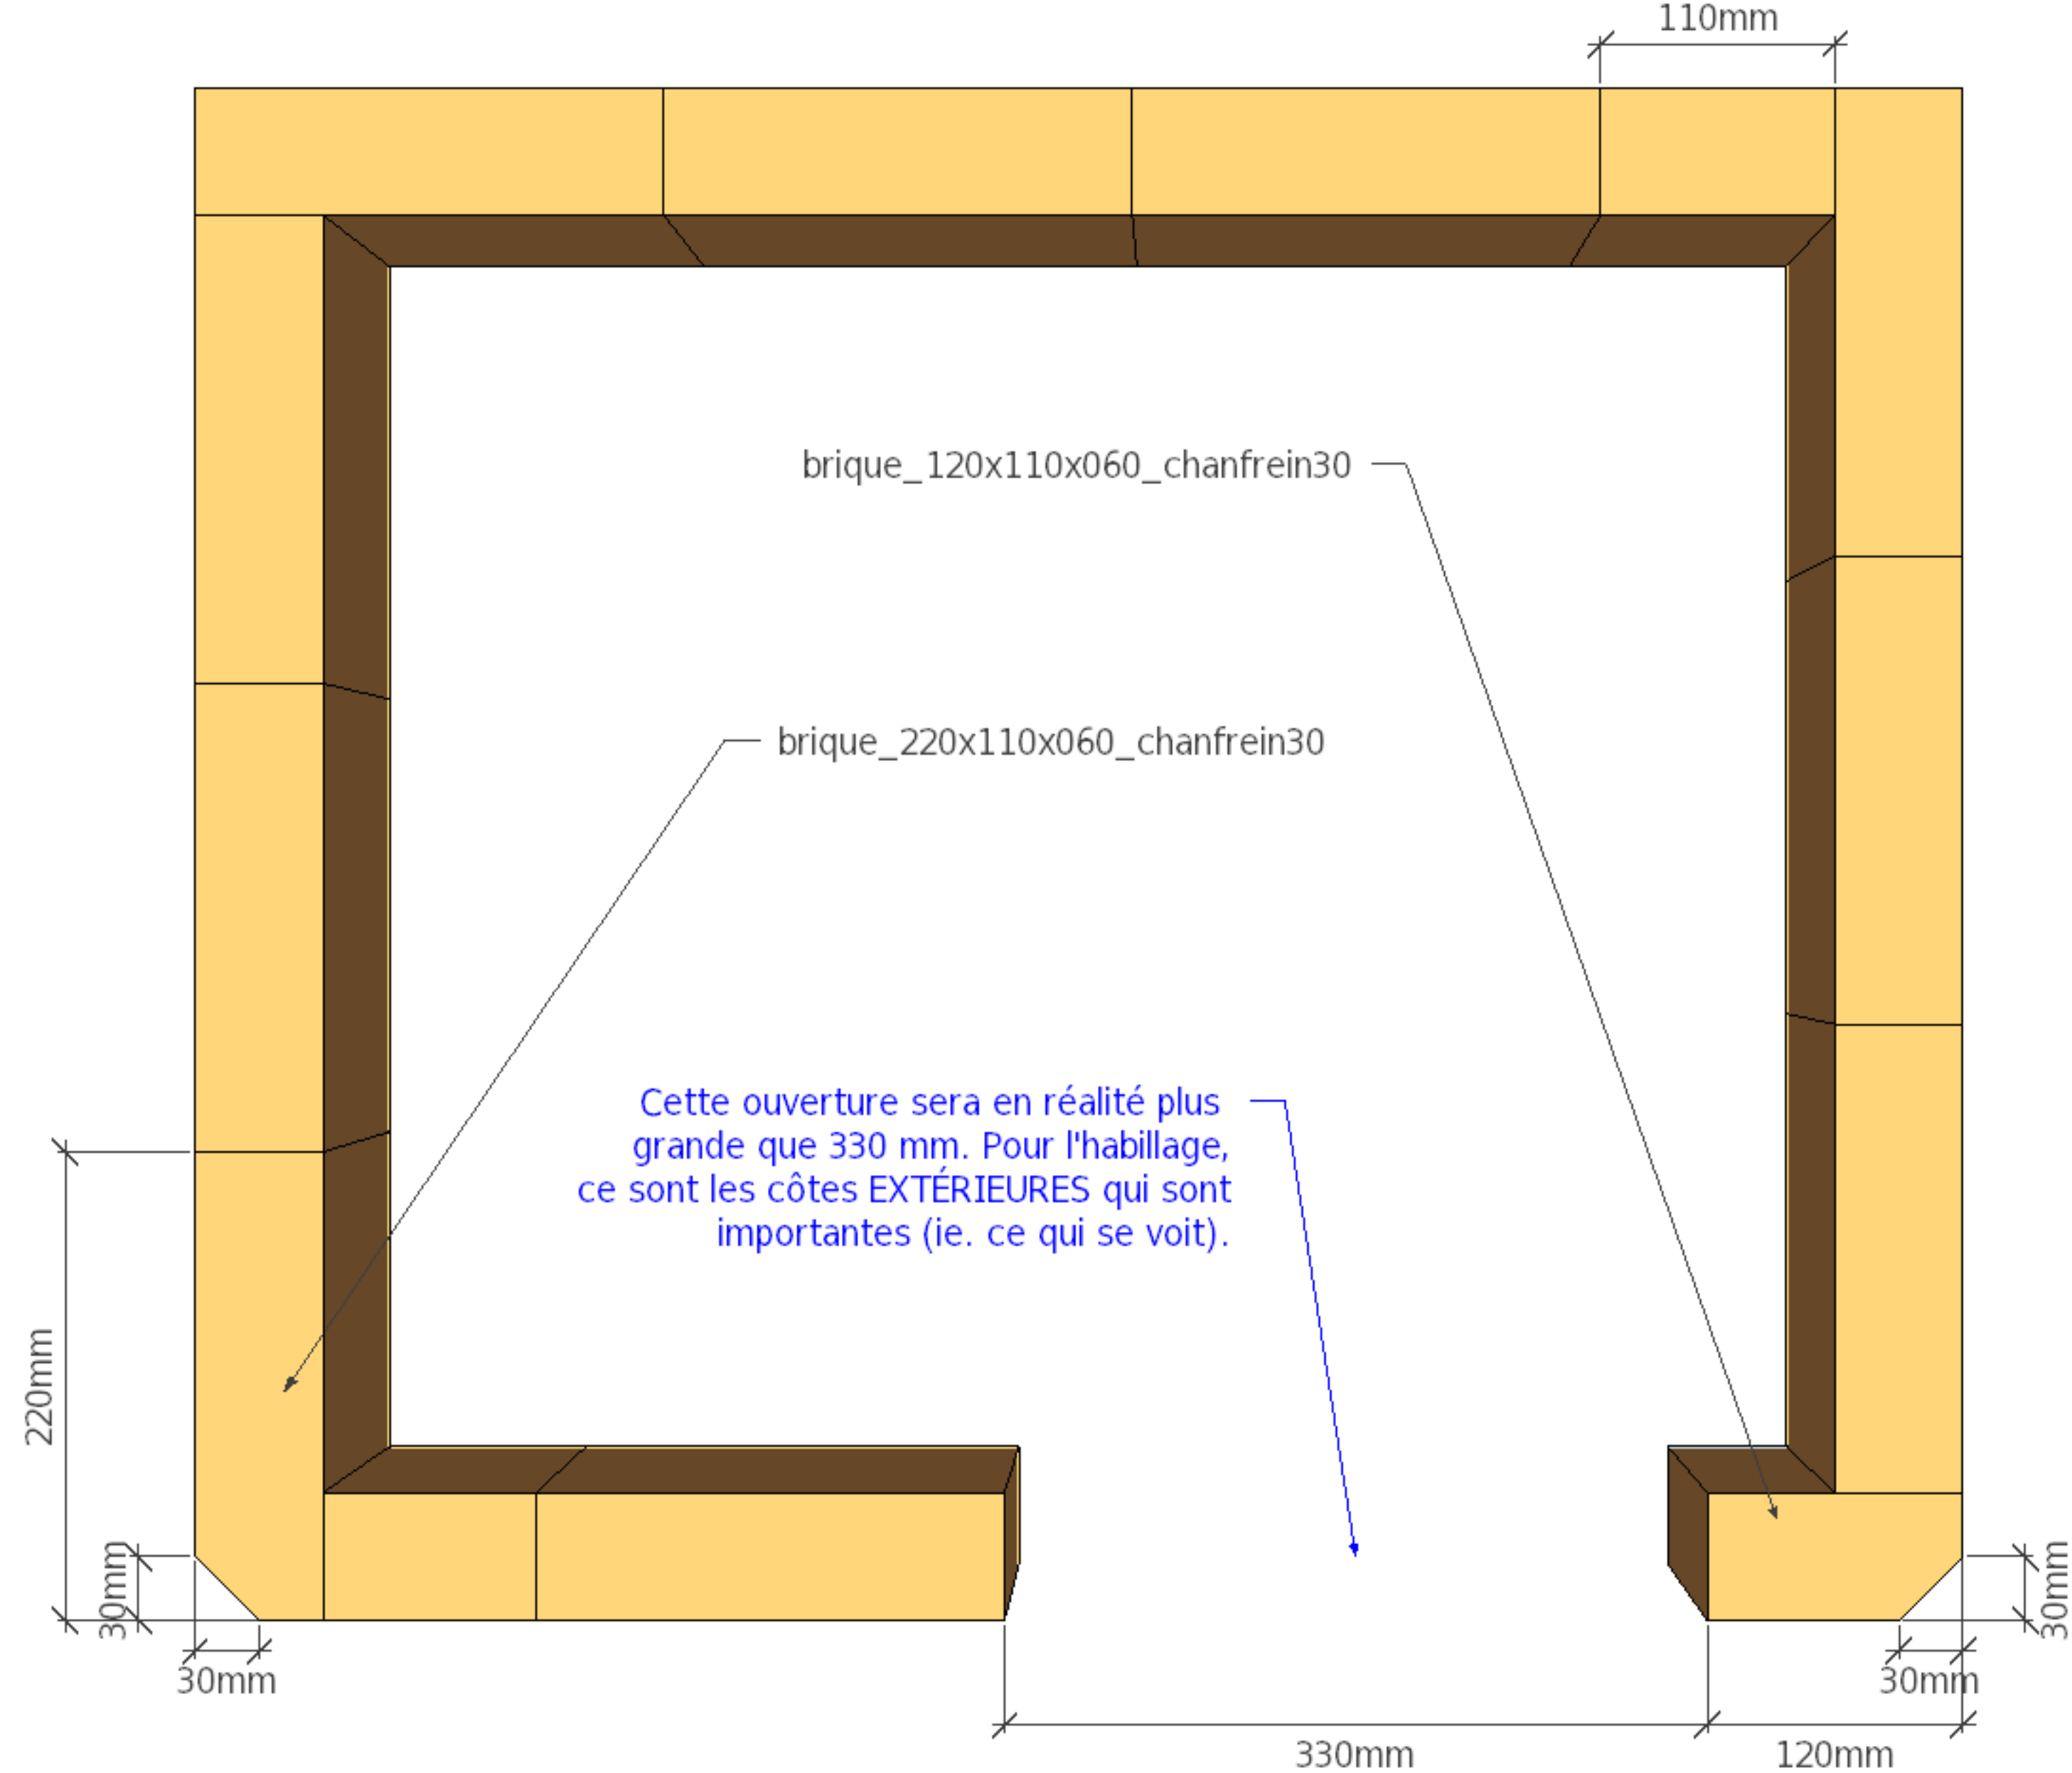 110mm
brique_120x110x060_chanfrein30
brique_220x110x060_chanfrein30
Cette ouverture sera en réalité plus
grande que 330 mm. Pour l'habillage,
ce sont les côtes EXTÉRIEURES qui sont
importantes (ie. ce qui se voit).
220mm
30mm
30mm
30mm
30mm
330mm
120mm